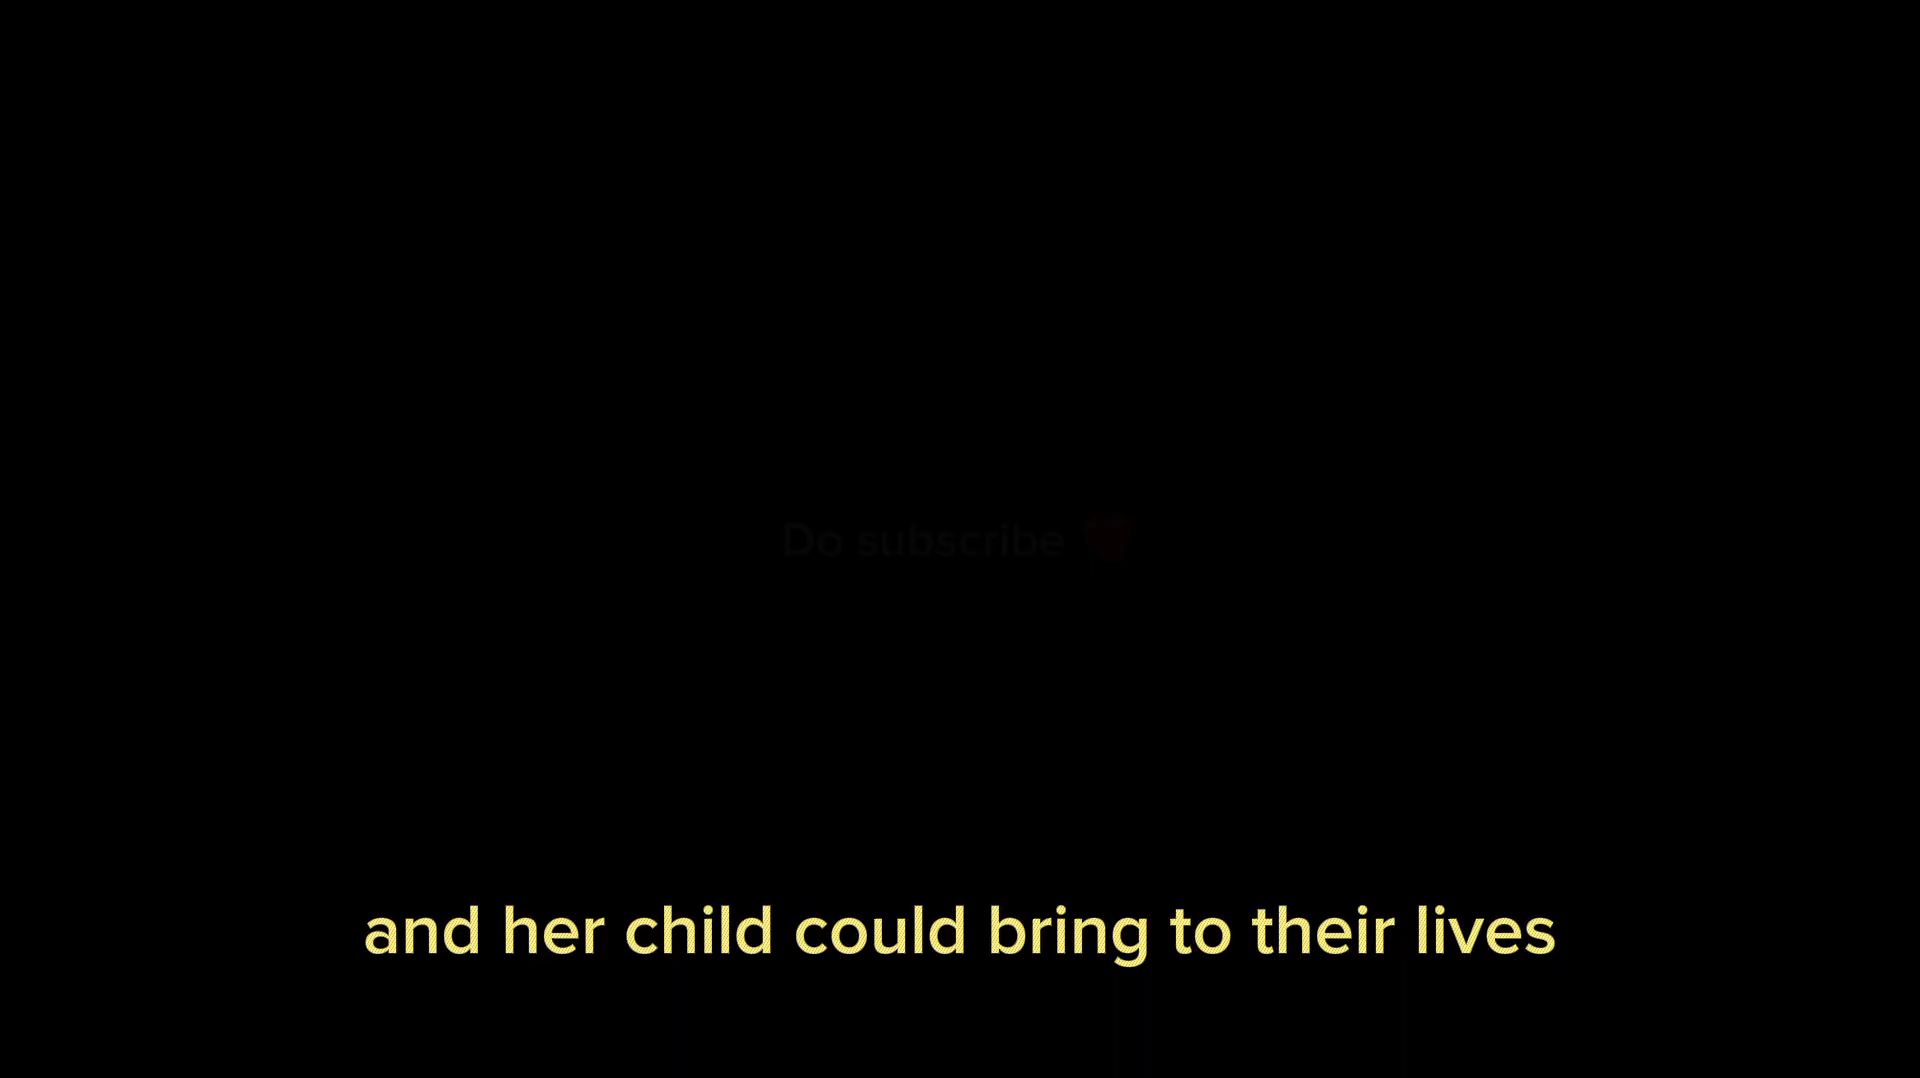 Do subscribe ❤️
and her child could bring to their lives